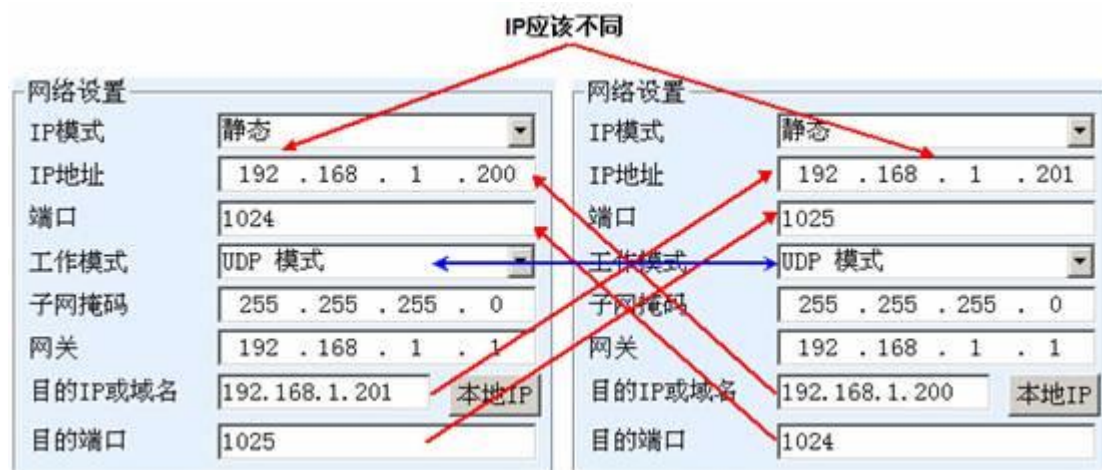 IP应该不同
网络设置
IP模式 静态
IP地址 192 . 168 . 1 . 200
端口 1024
工作模式 UDP 模式
子网掩码 255 . 255 . 255 . 0
网关 192 . 168 . 1 . 1
目的IP或域名 192.168.1.201 本地IP
目的端口 1025
网络设置
IP模式 静态
IP地址 192 . 168 . 1 . 201
端口 1025
工作模式 UDP 模式
子网掩码 255 . 255 . 255 . 0
网关 192 . 168 . 1 . 1
目的IP或域名 192.168.1.200 本地IP
目的端口 1024